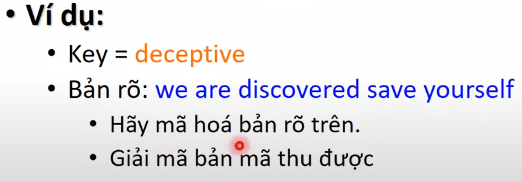 • Ví dụ:
• Key = deceptive
• Bản rõ: we are discovered save yourself
• Hãy mã hoá bản rõ trên.
• Giải mã bản mã thu được